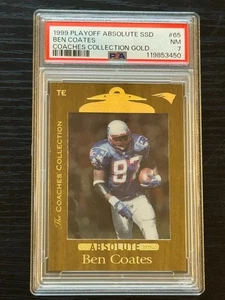 1999 PLAYOFF ABSOLUTE SSD #65
BEN COATES NM
COACHES COLLECTION GOLD 7
PSA 119853450
TE
The COACHES COLLECTION
87
ABSOLUTE
Ben Coates